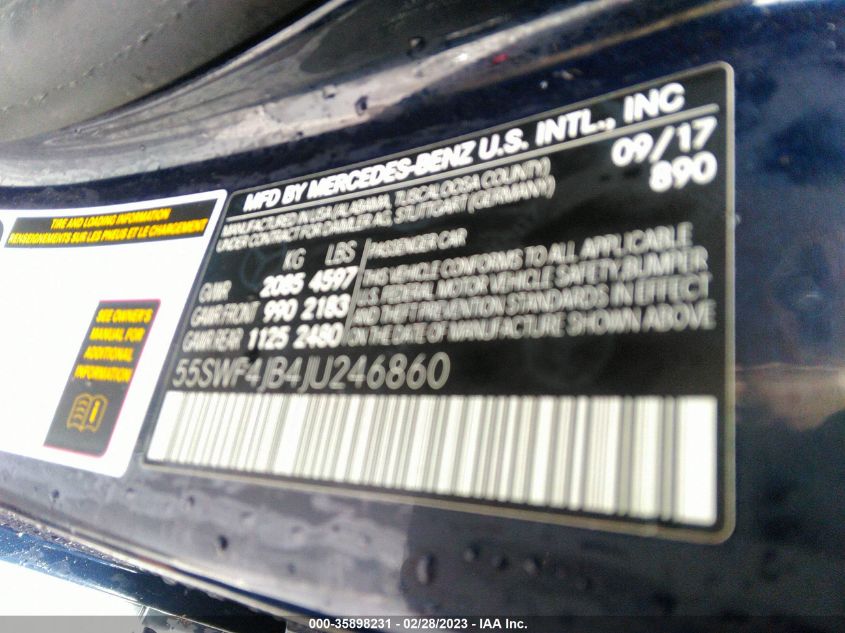 TIRE AND LOADING INFORMATION
RENSEIGNEMENTS SUR LES PNEUS ET LE CHARGEMENT
SEE OWNER'S
MANUAL FOR
ADDITIONAL
INFORMATION
MFD BY MERCEDES-BENZ U.S. INTL., INC
09/17
890
MANUFACTURED IN USA (ALABAMA, TUSCALOOSA COUNTY)
UNDER CONTRACT FOR DAIMLER AG, STUTTGART (GERMANY)
KG LBS
GVWR 2085 4597
GAWR FRONT 990 2183
GAWR REAR 1125 2480
PASSENGER CAR
THIS VEHICLE CONFORMS TO ALL APPLICABLE
U.S. FEDERAL MOTOR VEHICLE SAFETY, BUMPER
AND THEFT PREVENTION STANDARDS IN EFFECT
ON THE DATE OF MANUFACTURE SHOWN ABOVE
55SWF4JB4JU246860
000-35898231 - 02/28/2023 - IAA Inc.